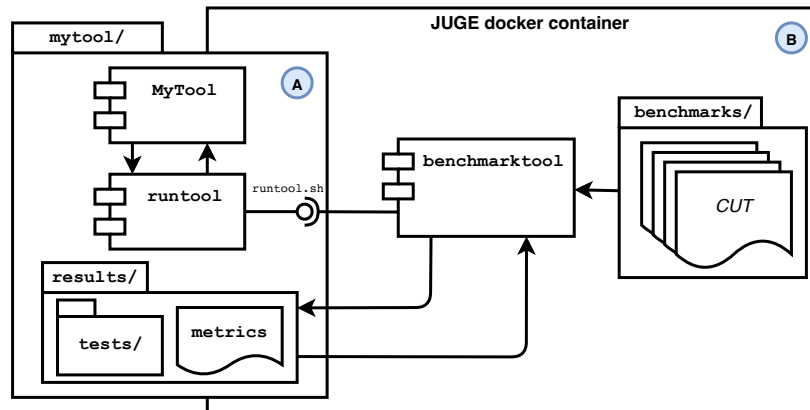 JUGE docker container
B
mytool/
A
MyTool
benchmarks/
benchmarktool
runtool
runtool.sh
CUT
results/
tests/
metrics